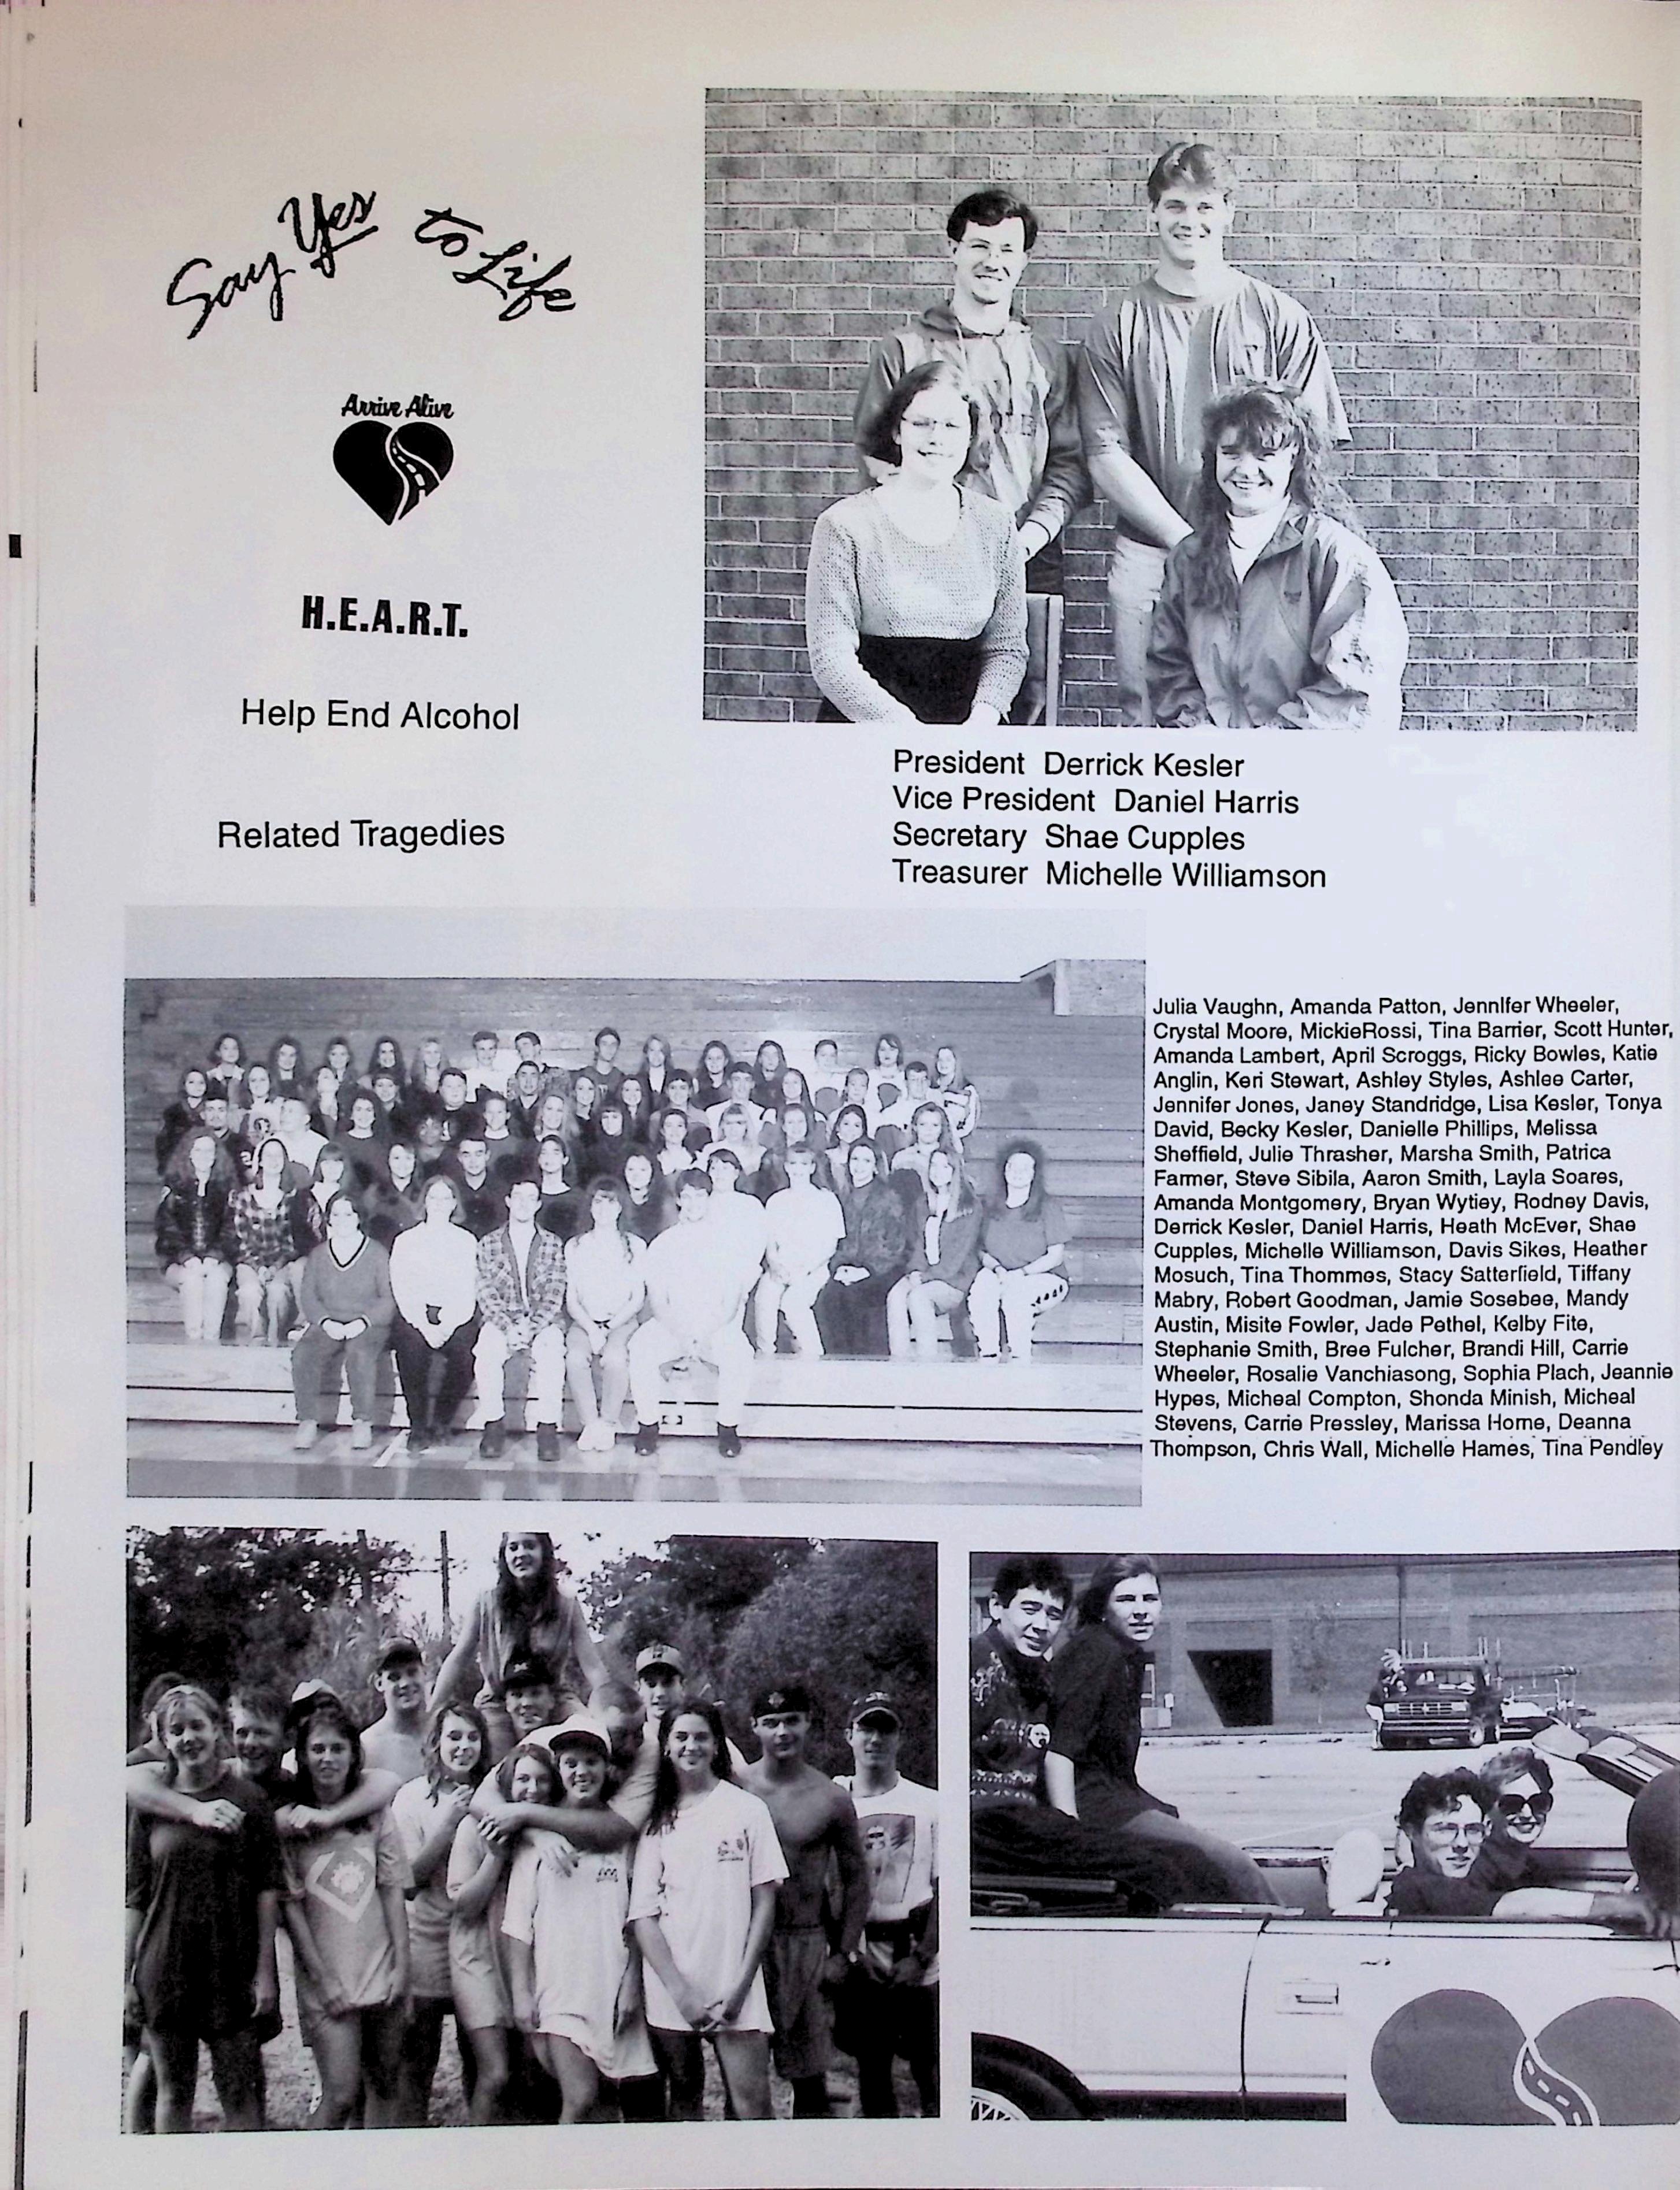 Say Yes to Life
Arrive Alive
H.E.A.R.T.
Help End Alcohol
Related Tragedies
President Derrick Kesler
Vice President Daniel Harris
Secretary Shae Cupples
Treasurer Michelle Williamson
Julia Vaughn, Amanda Patton, Jennifer Wheeler,
Crystal Moore, MickieRossi, Tina Barrier, Scott Hunter,
Amanda Lambert, April Scroggs, Ricky Bowles, Katie
Anglin, Keri Stewart, Ashley Styles, Ashlee Carter,
Jennifer Jones, Janey Standridge, Lisa Kesler, Tonya
David, Becky Kesler, Danielle Phillips, Melissa
Sheffield, Julie Thrasher, Marsha Smith, Patrica
Farmer, Steve Sibila, Aaron Smith, Layla Soares,
Amanda Montgomery, Bryan Wytiey, Rodney Davis,
Derrick Kesler, Daniel Harris, Heath McEver, Shae
Cupples, Michelle Williamson, Davis Sikes, Heather
Mosuch, Tina Thommes, Stacy Satterfield, Tiffany
Mabry, Robert Goodman, Jamie Sosebee, Mandy
Austin, Misite Fowler, Jade Pethel, Kelby Fite,
Stephanie Smith, Bree Fulcher, Brandi Hill, Carrie
Wheeler, Rosalie Vanchiasong, Sophia Plach, Jeannie
Hypes, Micheal Compton, Shonda Minish, Micheal
Stevens, Carrie Pressley, Marissa Horne, Deanna
Thompson, Chris Wall, Michelle Hames, Tina Pendley